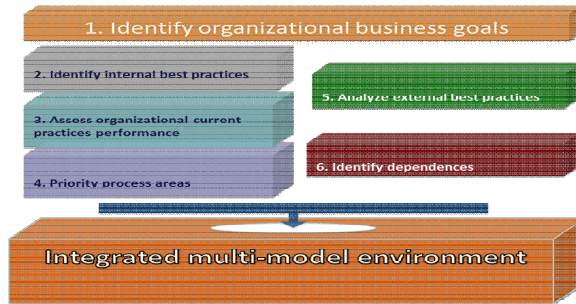 1. Identify organizational business goals
2. Identify internal best practices
3. Assess organizational current
practices performance
4. Priority process areas
5. Analyze external best practices
6. Identify dependences
Integrated multi-model environment